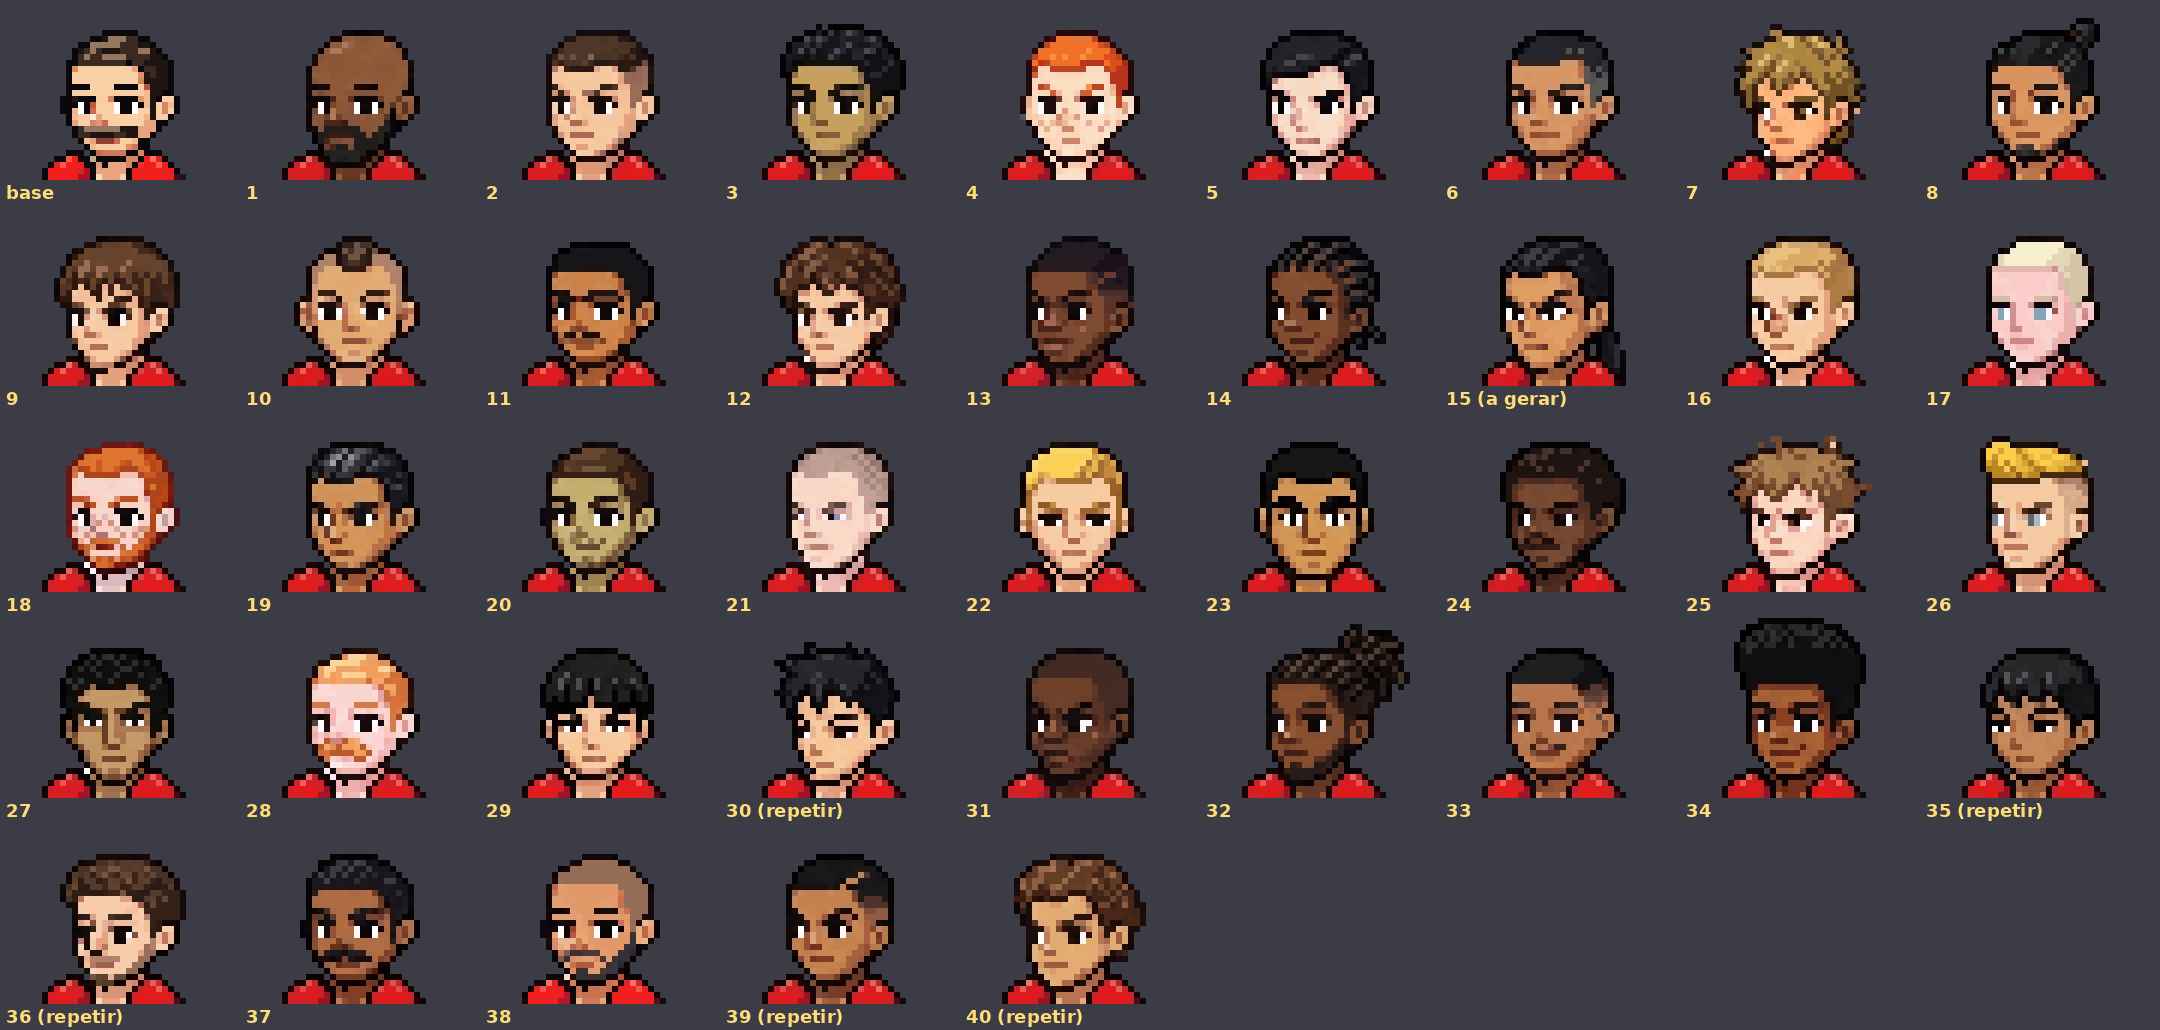 base 1 2 3 4 5 6 7 8
9 10 11 12 13 14 15 (a gerar) 16 17
18 19 20 21 22 23 24 25 26
27 28 29 30 (repetir) 31 32 33 34 35 (repetir)
36 (repetir) 37 38 39 (repetir) 40 (repetir)